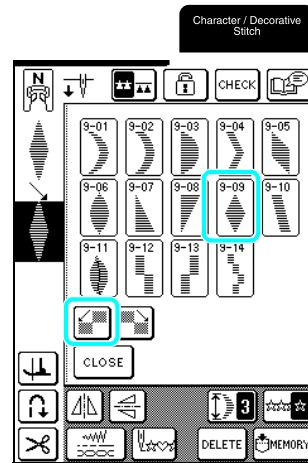 Character / Decorative
Stitch
N
CHECK
9-01 9-02 9-03 9-04 9-05
9-06 9-07 9-08 9-09 9-10
9-11 9-12 9-13 9-14
CLOSE
3
DELETE MEMORY